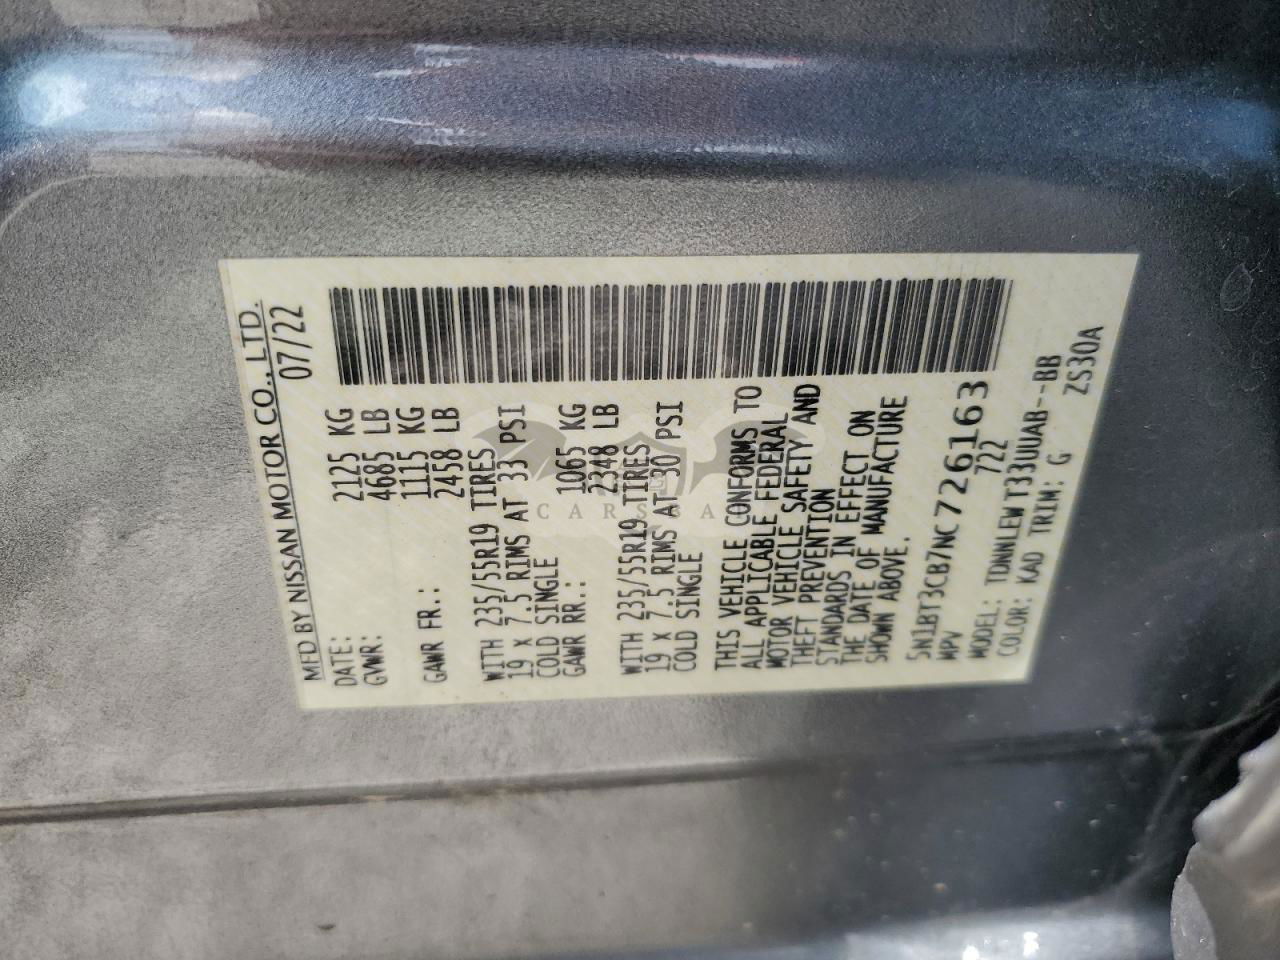 MFD BY NISSAN MOTOR CO., LTD.
DATE: 07/22
GVWR: 2125 KG
4685 LB
GAWR FR.: 1115 KG
2458 LB
WITH 235/55R19 TIRES
19 X 7.5 RIMS AT 33 PSI
COLD SINGLE
GAWR RR.: 1065 KG
2348 LB
WITH 235/55R19 TIRES
19 X 7.5 RIMS AT 30 PSI
COLD SINGLE
THIS VEHICLE CONFORMS TO
ALL APPLICABLE FEDERAL
MOTOR VEHICLE SAFETY AND
THEFT PREVENTION
STANDARDS IN EFFECT ON
THE DATE OF MANUFACTURE
SHOWN ABOVE.
5N1BT3CB7NC726163
MPV 722
MODEL: TDNNLEWT33UUAB--BB
COLOR: KAD TRIM: G ZS30A